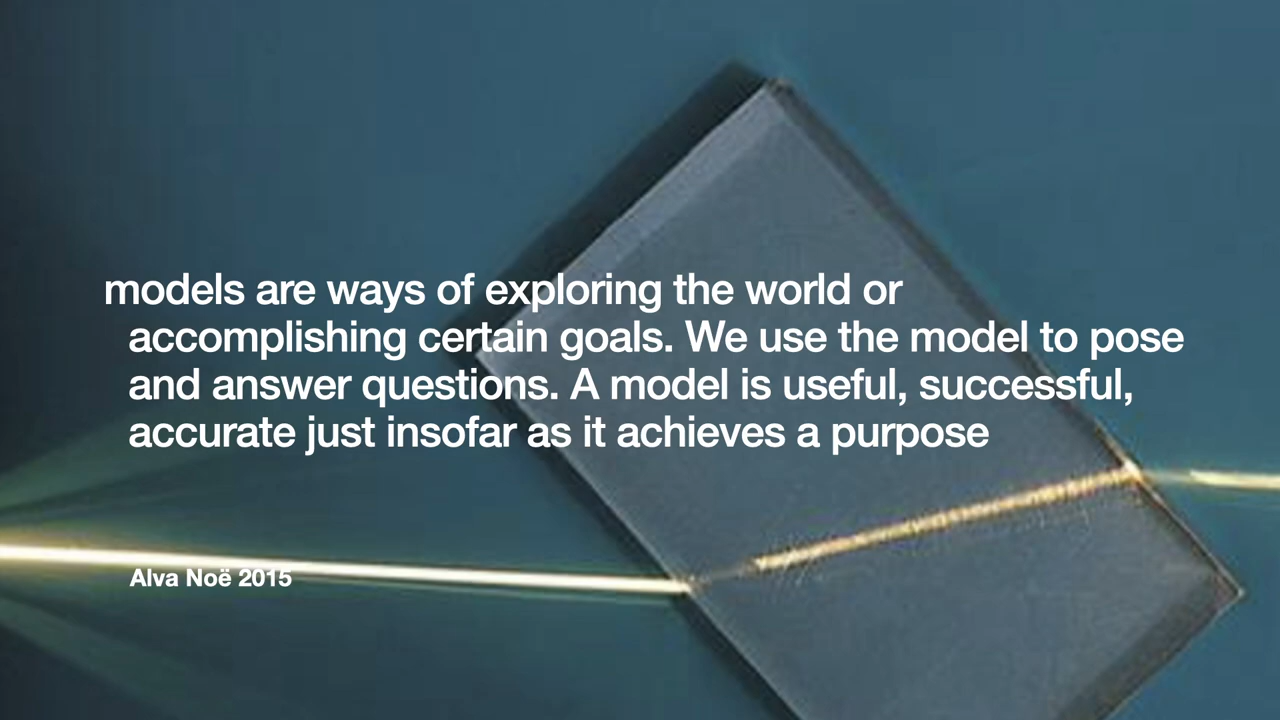 models are ways of exploring the world or
accomplishing certain goals. We use the model to pose
and answer questions. A model is useful, successful,
accurate just insofar as it achieves a purpose
Alva Noë 2015